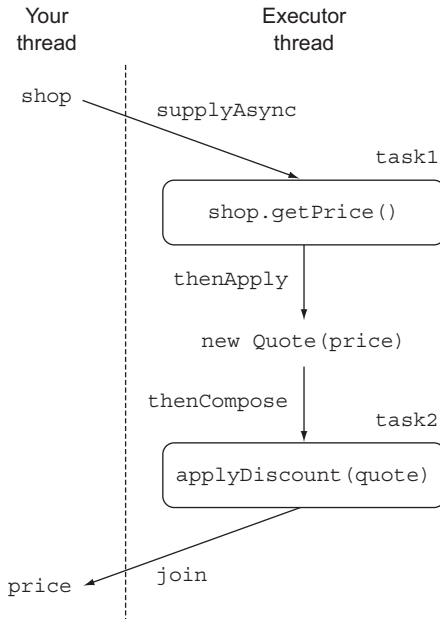 Your
thread
Executor
thread
shop
supplyAsync
task1
shop.getPrice()
thenApply
new Quote(price)
thenCompose
task2
applyDiscount(quote)
join
price